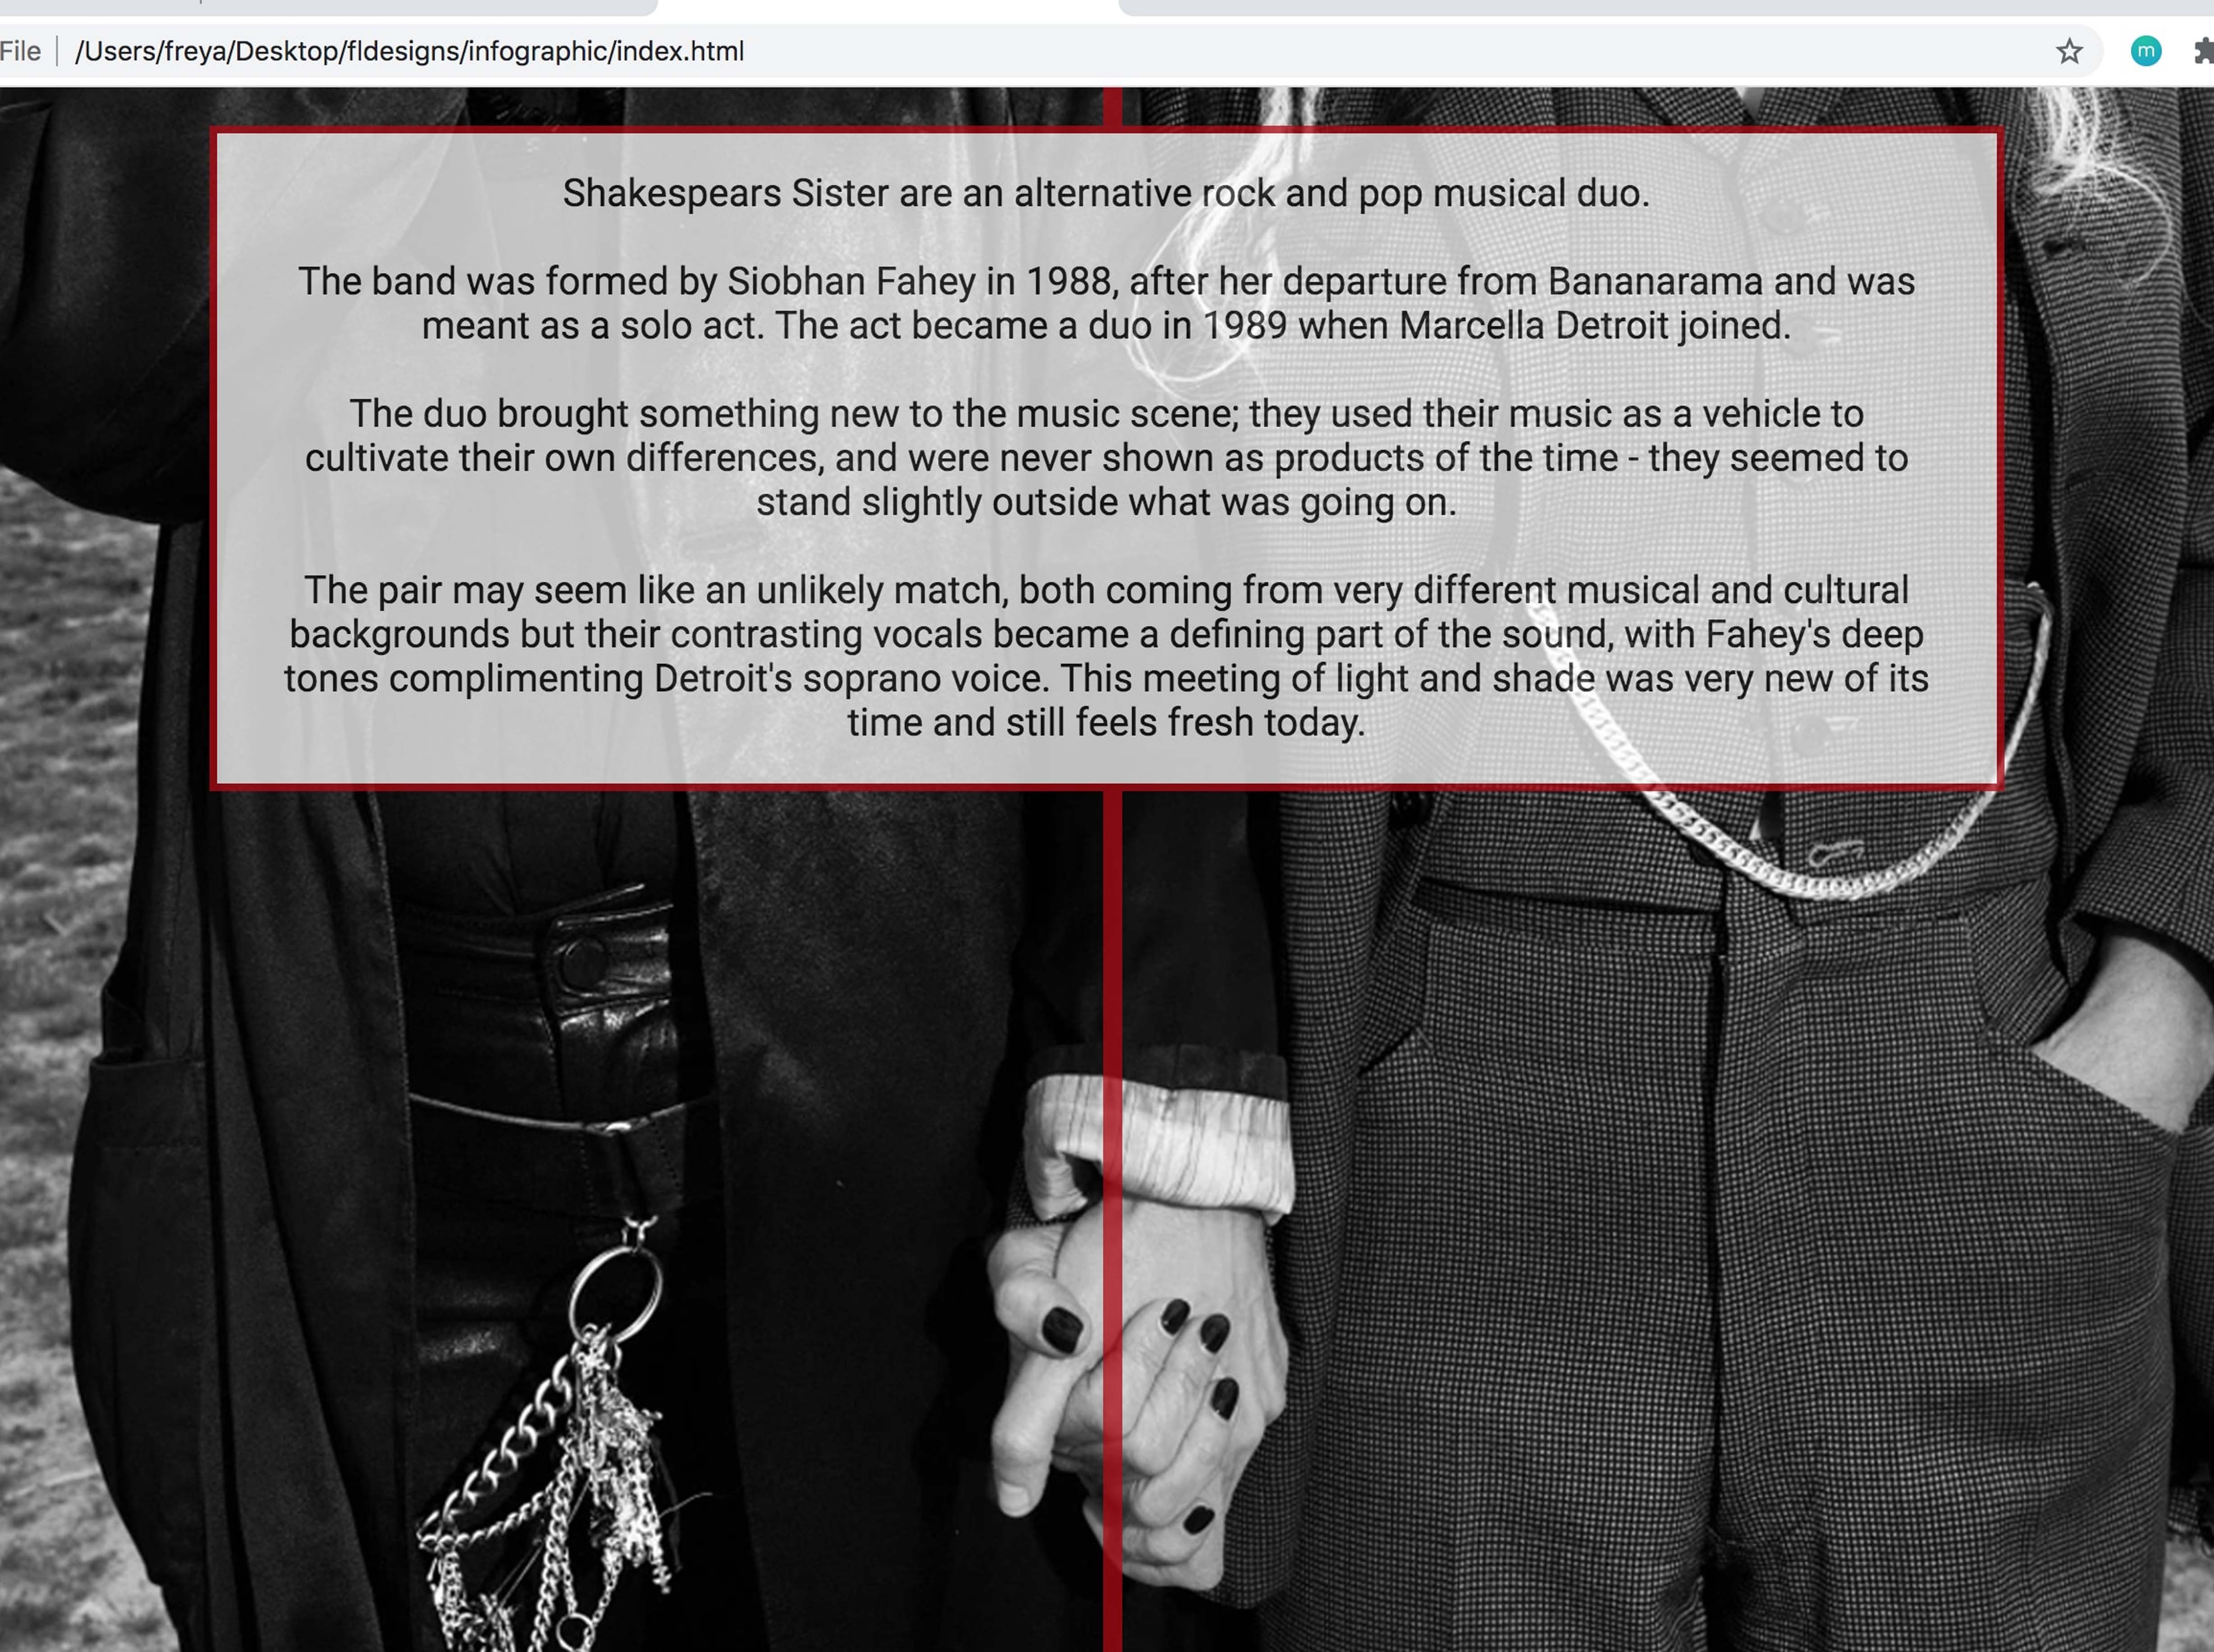 File
/Users/freya/Desktop/fldesigns/infographic/index.html
m
Shakespears Sister are an alternative rock and pop musical duo.
The band was formed by Siobhan Fahey in 1988, after her departure from Bananarama and was
meant as a solo act. The act became a duo in 1989 when Marcella Detroit joined.
The duo brought something new to the music scene; they used their music as a vehicle to
cultivate their own differences, and were never shown as products of the time - they seemed to
stand slightly outside what was going on.
The pair may seem like an unlikely match, both coming from very different musical and cultural
backgrounds but their contrasting vocals became a defining part of the sound, with Fahey's deep
tones complimenting Detroit's soprano voice. This meeting of light and shade was very new of its
time and still feels fresh today.